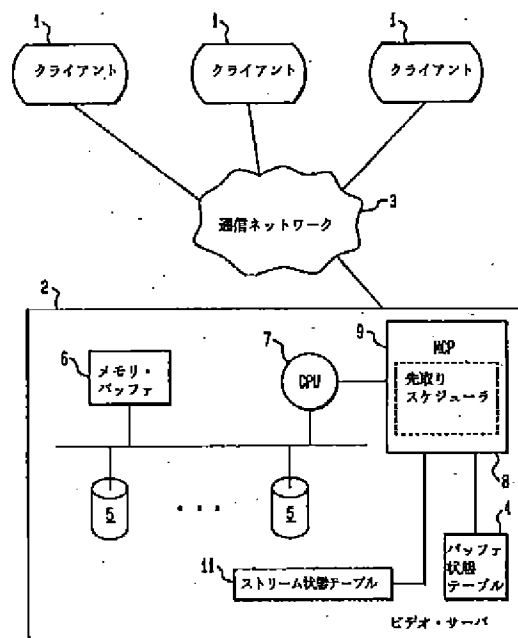 1
クライアント
1
クライアント
1
クライアント
通信ネットワーク
3
2
6
メモリ・
バッファ
7
CPU
9
MCP
先取り
スケジューラ
8
5
5
4
バッファ
状態
テーブル
11
ストリーム状態テーブル
ビデオ・サーバ